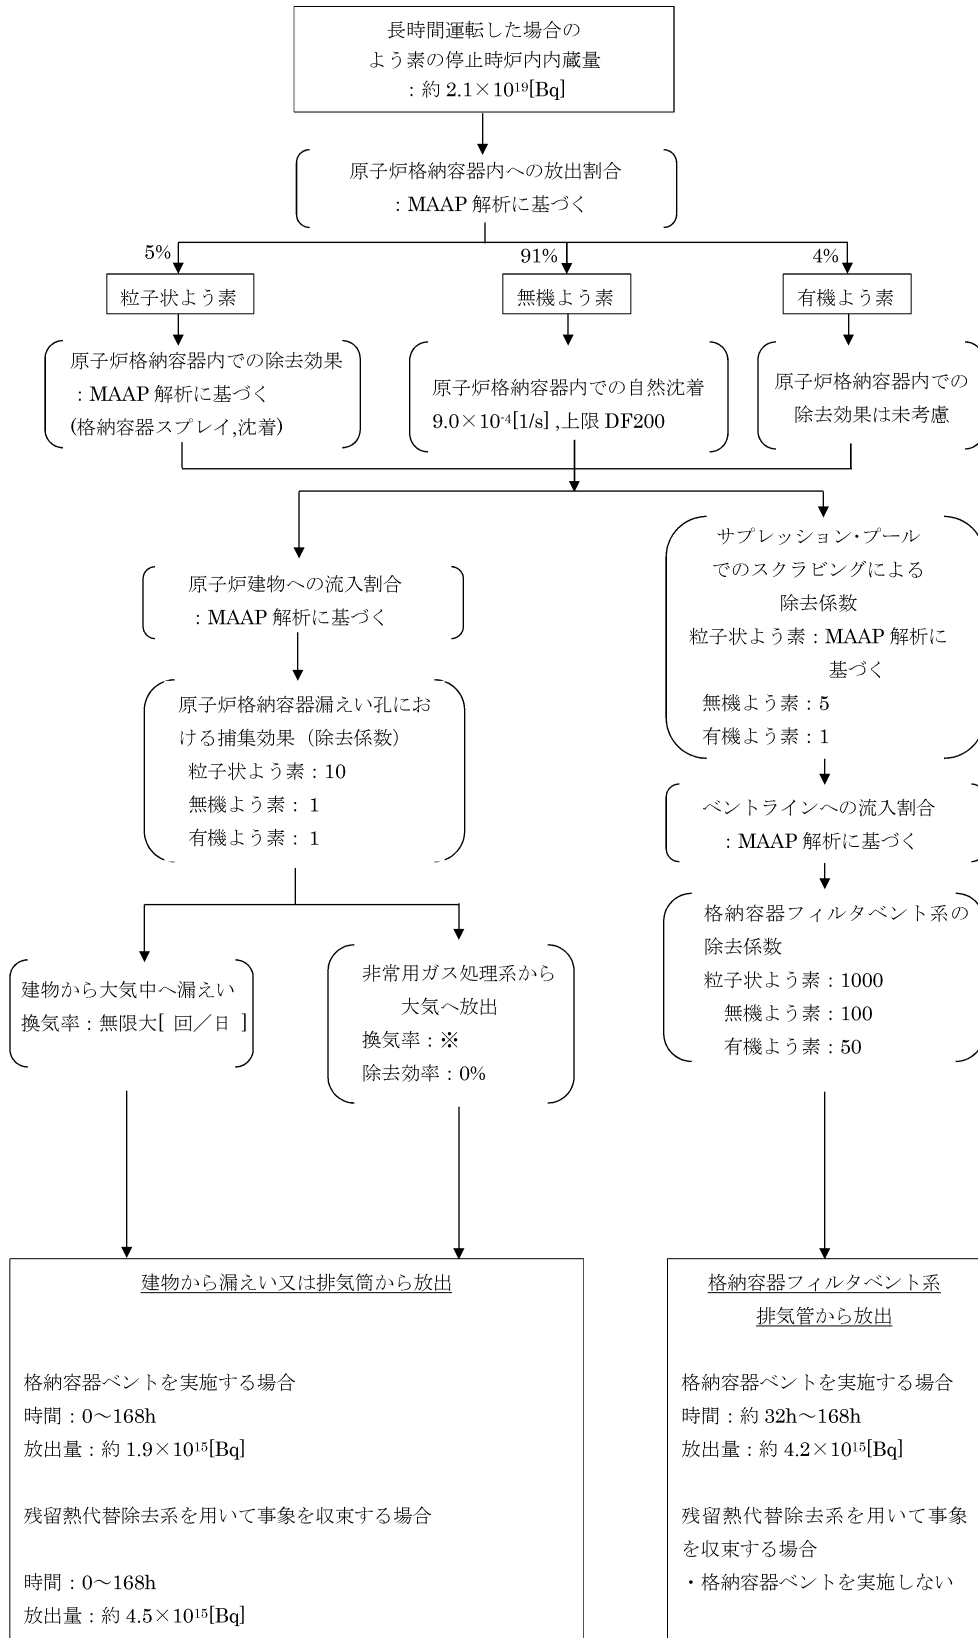 長時間運転した場合の
よう素の停止時炉内内蔵量
：約 2.1×10¹⁹[Bq]
原子炉格納容器内への放出割合
：MAAP 解析に基づく
5%
91%
4%
粒子状よう素
無機よう素
有機よう素
原子炉格納容器内での除去効果
：MAAP 解析に基づく
(格納容器スプレイ,沈着)
原子炉格納容器内での自然沈着
9.0×10⁻⁴[1/s] ,上限 DF200
原子炉格納容器内での
除去効果は未考慮
原子炉建物への流入割合
：MAAP 解析に基づく
原子炉格納容器漏えい孔にお
ける捕集効果（除去係数）
粒子状よう素：10
無機よう素：1
有機よう素：1
サプレッション・プール
でのスクラビングによる
除去係数
粒子状よう素：MAAP 解析に
基づく
無機よう素：5
有機よう素：1
ベントラインへの流入割合
：MAAP 解析に基づく
格納容器フィルタベント系の
除去係数
粒子状よう素：1000
無機よう素：100
有機よう素：50
建物から大気中へ漏えい
換気率：無限大[ 回／日 ]
非常用ガス処理系から
大気へ放出
換気率：※
除去効率：0%
建物から漏えい又は排気筒から放出
格納容器ベントを実施する場合
時間：0～168h
放出量：約 1.9×10¹⁵[Bq]
残留熱代替除去系を用いて事象を収束する場合
時間：0～168h
放出量：約 4.5×10¹⁵[Bq]
格納容器フィルタベント系
排気管から放出
格納容器ベントを実施する場合
時間：約 32h～168h
放出量：約 4.2×10¹⁵[Bq]
残留熱代替除去系を用いて事象
を収束する場合
・格納容器ベントを実施しない